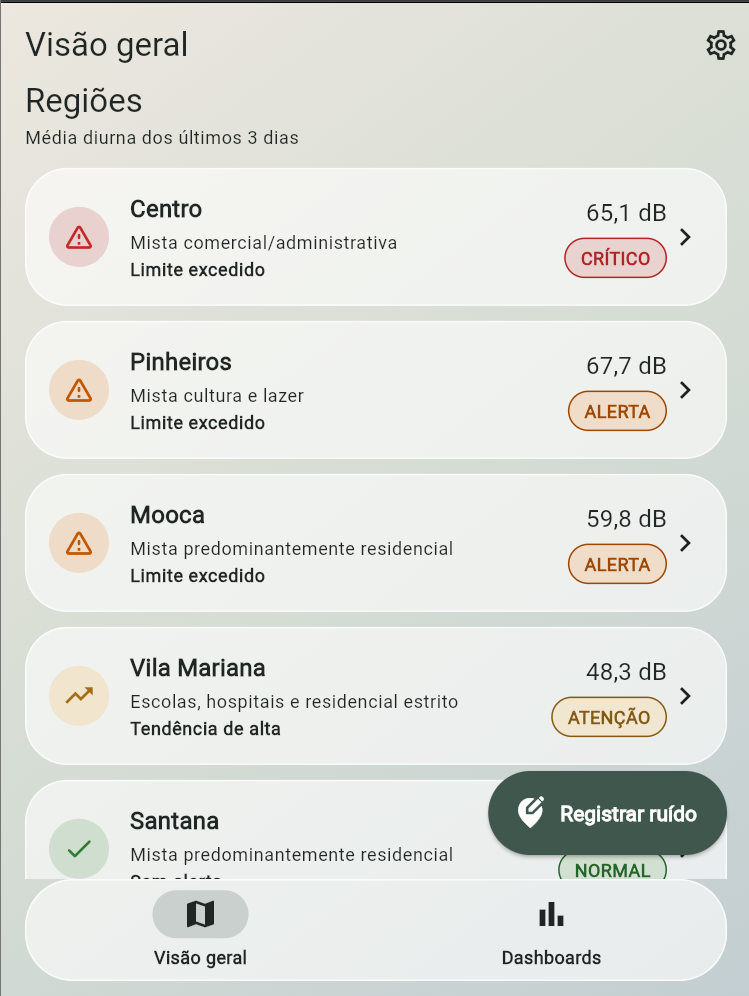 Visão geral
Regiões
Média diurna dos últimos 3 dias
Centro
65,1 dB
Mista comercial/administrativa
CRÍTICO
Limite excedido
Pinheiros
67,7 dB
Mista cultura e lazer
ALERTA
Limite excedido
Mooca
59,8 dB
Mista predominantemente residencial
ALERTA
Limite excedido
Vila Mariana
48,3 dB
Escolas, hospitais e residencial estrito
ATENÇÃO
Tendência de alta
Santana
Registrar ruído
Mista predominantemente residencial
NORMAL
Visão geral
Dashboards